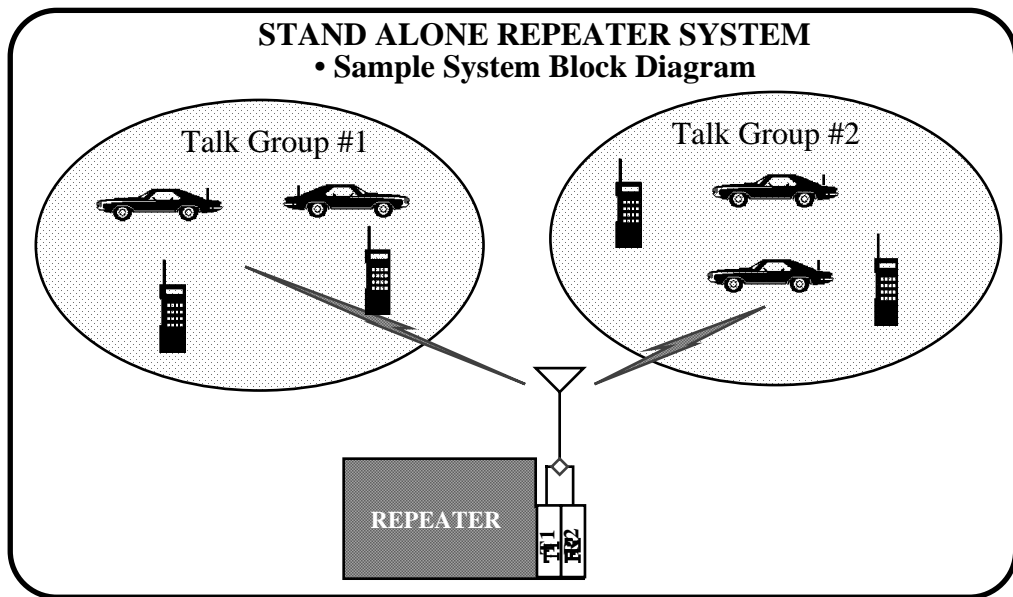 STAND ALONE REPEATER SYSTEM
• Sample System Block Diagram
Talk Group #1
Talk Group #2
REPEATER